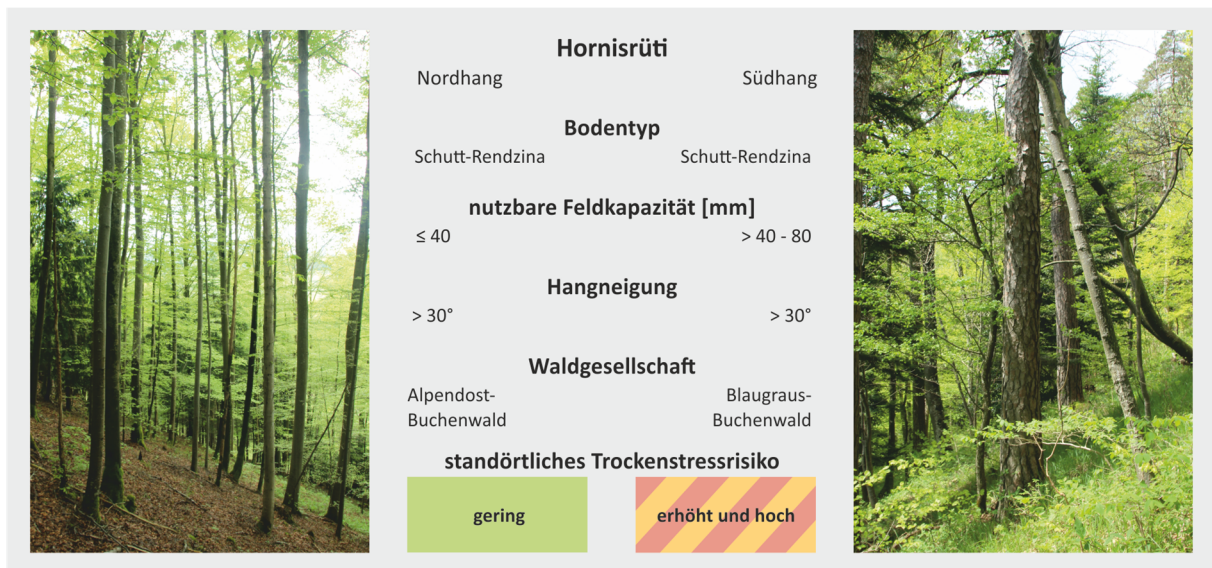 Hornisrüti
Nordhang Südhang
Bodentyp
Schutt-Rendzina Schutt-Rendzina
nutzbare Feldkapazität [mm]
≤ 40 > 40 - 80
Hangneigung
> 30° > 30°
Waldgesellschaft
Alpendost- Blaugraus-
Buchenwald Buchenwald
standörtliches Trockenstressrisiko
gering erhöht und hoch